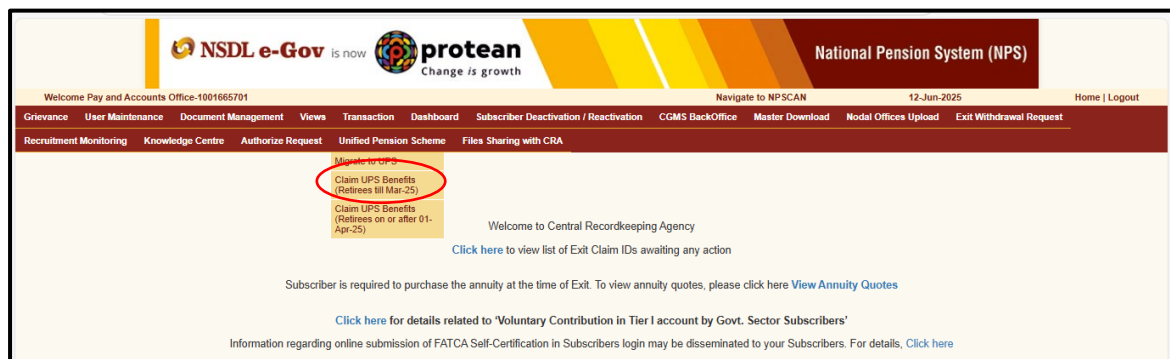 NSDL e-Gov is now protean
Change is growth
National Pension System (NPS)
Welcome Pay and Accounts Office-1001665701 Navigate to NPSCAN 12-Jun-2025 Home | Logout
Grievance User Maintenance Document Management Views Transaction Dashboard Subscriber Deactivation / Reactivation CGMS BackOffice Master Download Nodal Offices Upload Exit Withdrawal Request
Recruitment Monitoring Knowledge Centre Authorize Request Unified Pension Scheme Files Sharing with CRA
Migrate to UPS
Claim UPS Benefits
(Retirees till Mar-25)
Claim UPS Benefits
(Retirees on or after 01-
Apr-25)
Welcome to Central Recordkeeping Agency
Click here to view list of Exit Claim IDs awaiting any action
Subscriber is required to purchase the annuity at the time of Exit. To view annuity quotes, please click here View Annuity Quotes
Click here for details related to 'Voluntary Contribution in Tier I account by Govt. Sector Subscribers'
Information regarding online submission of FATCA Self-Certification in Subscribers login may be disseminated to your Subscribers. For details, Click here